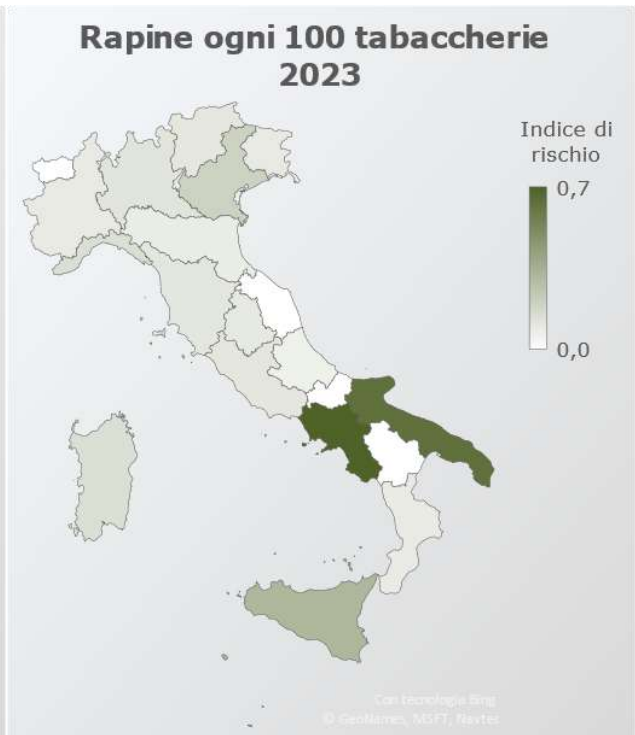 Rapine ogni 100 tabaccherie
2023
Indice di
rischio
0,7
0,0
Con tecnologia Bing
© GeoNames, MSFT, Navteq